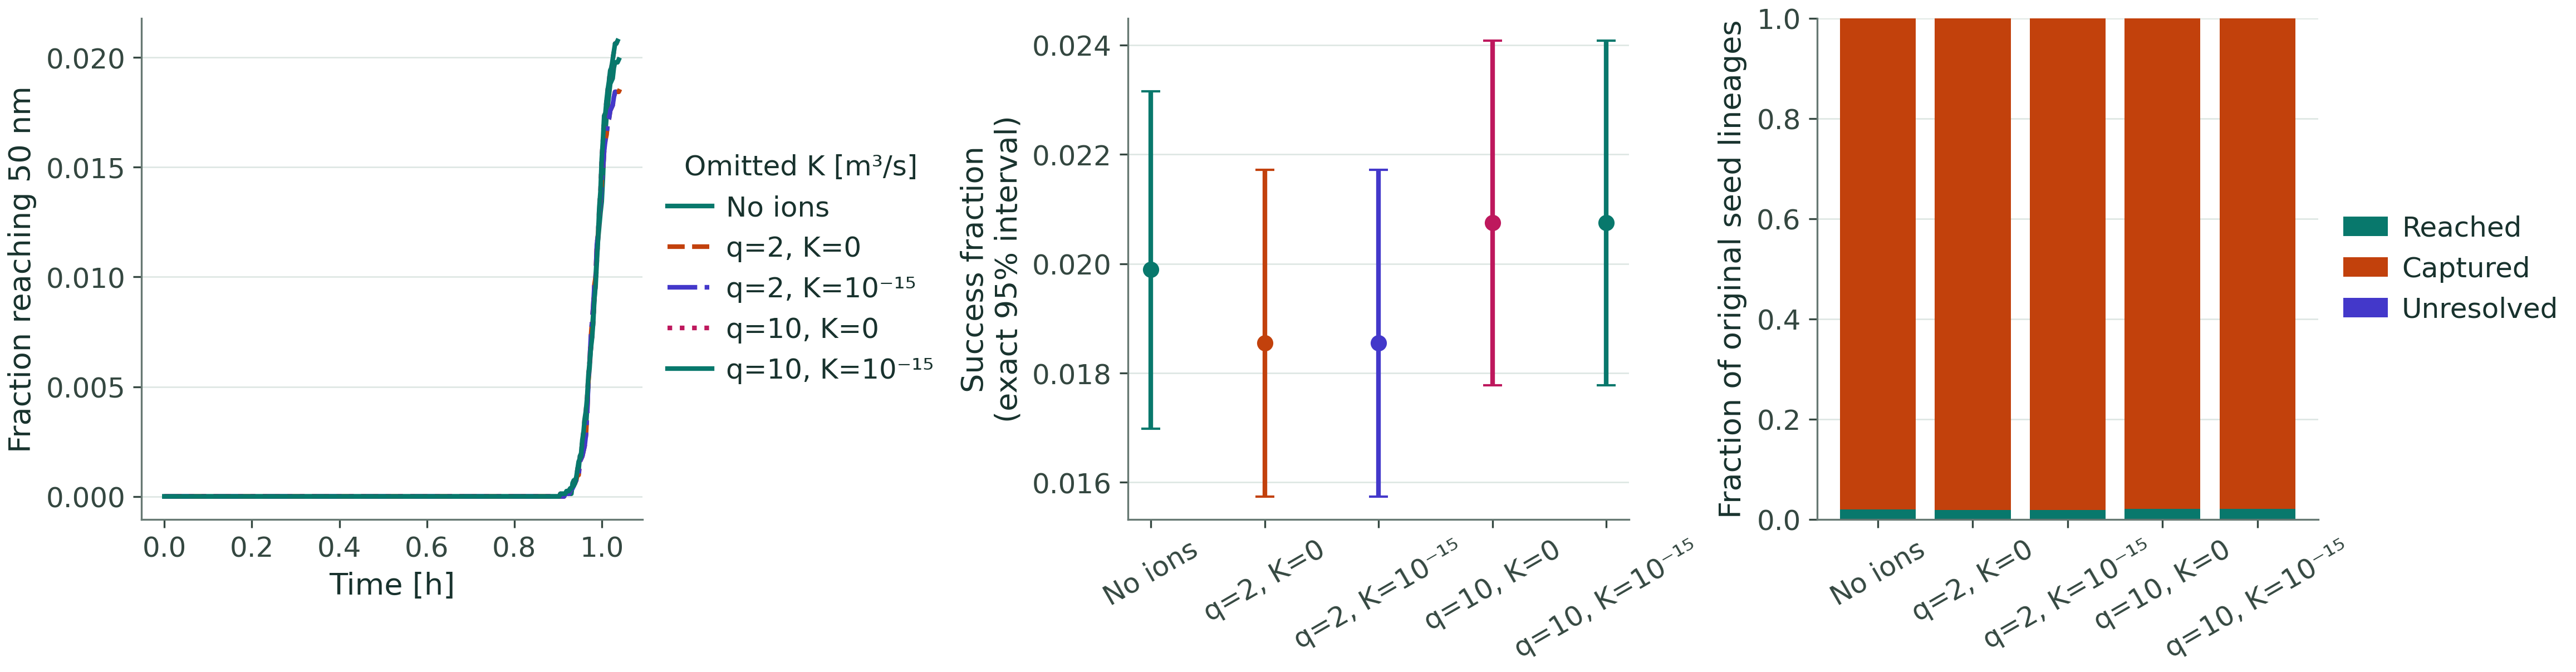 Fraction reaching 50 nm
0.020
0.015
0.010
0.005
0.000
0.0 0.2 0.4 0.6 0.8 1.0
Time [h]
Omitted K [m³/s]
No ions
q=2, K=0
q=2, K=10⁻¹⁵
q=10, K=0
q=10, K=10⁻¹⁵
Success fraction
(exact 95% interval)
0.024
0.022
0.020
0.018
0.016
No ions
q=2, K=0
q=2, K=10⁻¹⁵
q=10, K=0
q=10, K=10⁻¹⁵
Fraction of original seed lineages
1.0
0.8
0.6
0.4
0.2
0.0
No ions
q=2, K=0
q=2, K=10⁻¹⁵
q=10, K=0
q=10, K=10⁻¹⁵
Reached
Captured
Unresolved